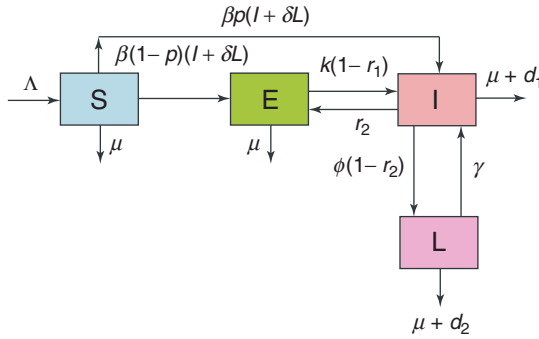 βp(I + δL)
β(1– p)(I + δL)
k(1– r₁)
Λ
S
E
I
μ + d₁
r₂
μ
μ
ϕ(1– r₂)
γ
L
μ + d₂